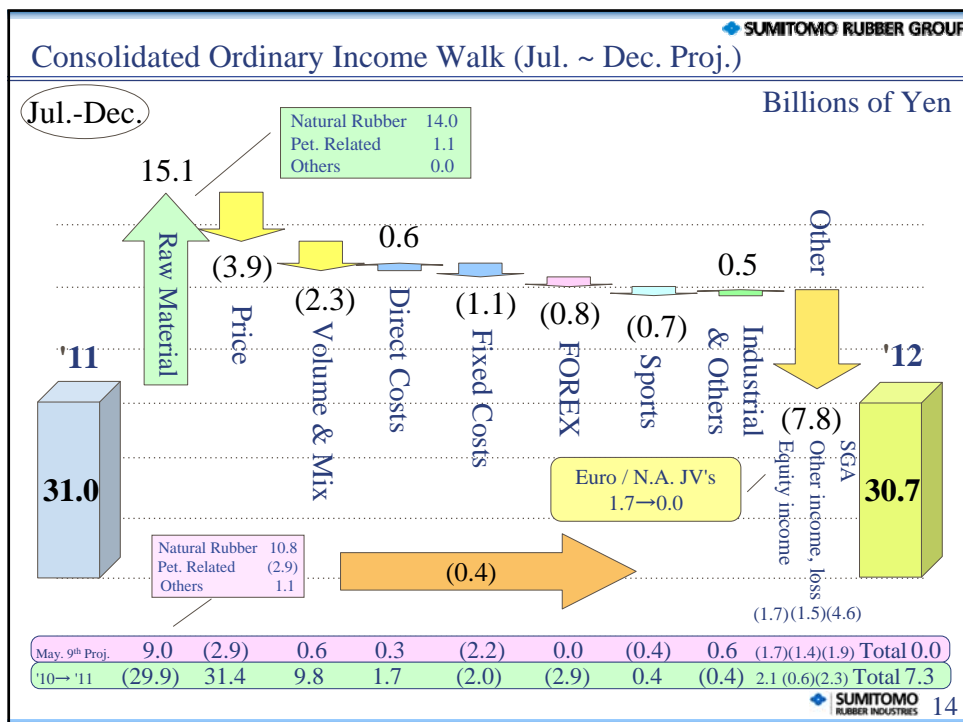 SUMITOMO RUBBER GROUP
Consolidated Ordinary Income Walk (Jul. ~ Dec. Proj.)
Jul.-Dec.
Billions of Yen
Natural Rubber 14.0
Pet. Related 1.1
Others 0.0
15.1
Raw Material
(3.9)
Price
(2.3)
Volume & Mix
0.6
Direct Costs
(1.1)
Fixed Costs
(0.8)
FOREX
(0.7)
Sports
0.5
Industrial
& Others
Other
(7.8)
SGA
Other income, loss
Equity income
(1.7)(1.5)(4.6)
'11
31.0
'12
30.7
Euro / N.A. JV's
1.7→0.0
Natural Rubber 10.8
Pet. Related (2.9)
Others 1.1
(0.4)
May. 9th Proj. 9.0 (2.9) 0.6 0.3 (2.2) 0.0 (0.4) 0.6 (1.7)(1.4)(1.9) Total 0.0
'10→ '11 (29.9) 31.4 9.8 1.7 (2.0) (2.9) 0.4 (0.4) 2.1 (0.6)(2.3) Total 7.3
SUMITOMO
RUBBER INDUSTRIES
14